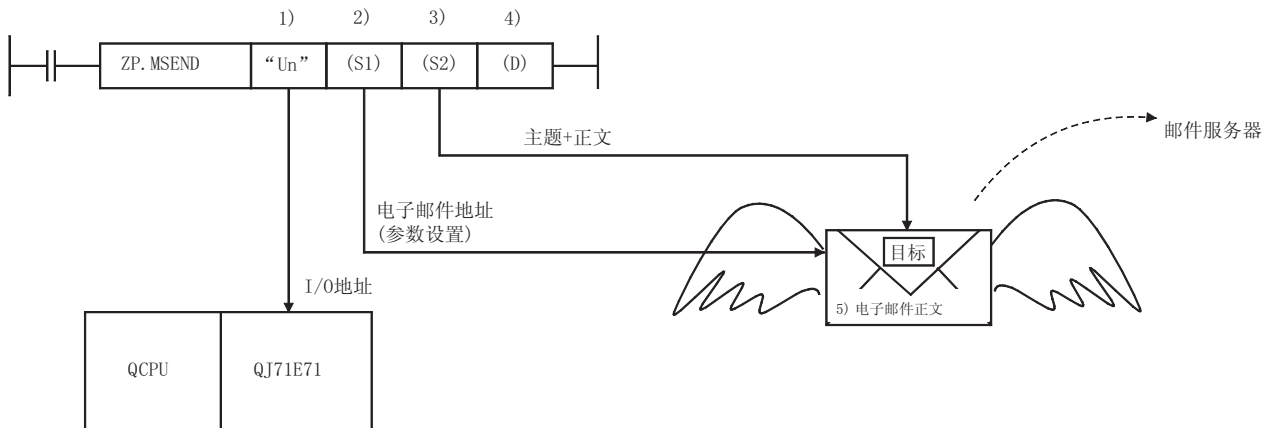 1) 2) 3) 4)
ZP.MSEND “Un” (S1) (S2) (D)
主题+正文
邮件服务器
电子邮件地址
(参数设置)
目标
I/O地址
5) 电子邮件正文
QCPU QJ71E71